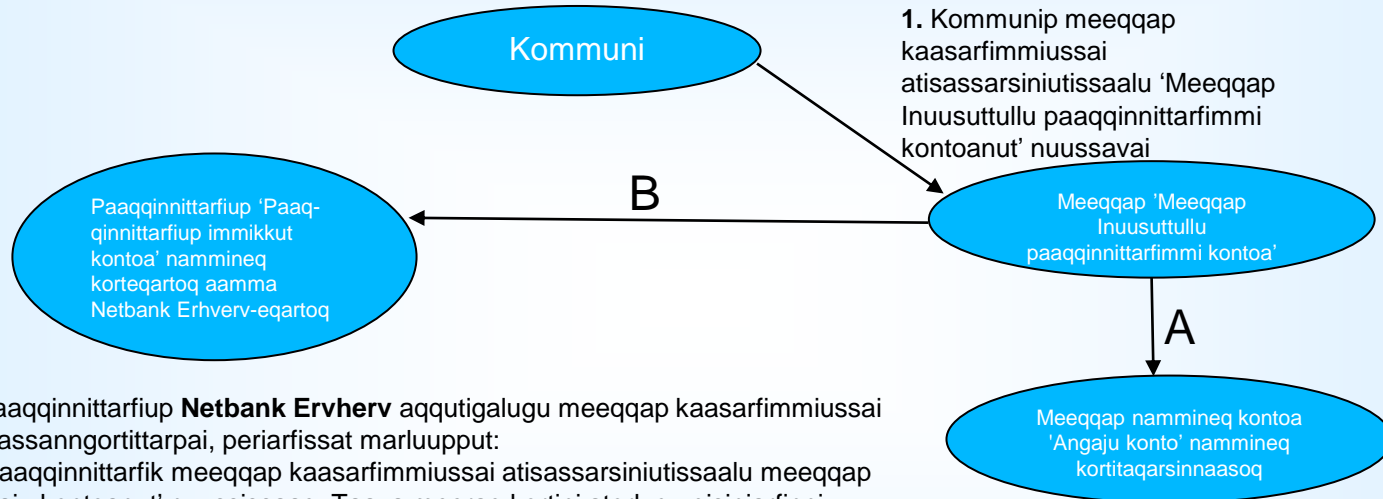 Kommuni
1. Kommunip meeqqap
kaasarfimmiussai
atisassarsiniutissaalu ‘Meeqqap
Inuusuttullu paaqqinnittarfimmi
kontoanut’ nuussavai
B
Paaqqinnittarfiup ‘Paaq-
qinnittarfiup immikkut
kontoa’ nammineq
korteqartoq aamma
Netbank Erhverv-eqartoq
Meeqqap ’Meeqqap
Inuusuttullu
paaqqinnittarfimmi kontoa’
A
Meeqqap nammineq kontoa
’Angaju konto’ nammineq
kortitaqarsinnaasoq
aaqqinnittarfiup Netbank Ervherv aqqutigalugu meeqqap kaasarfimmiussai
assanngortittarpai, periarfissat marluupput:
aaqqinnittarfik meeqqap kaasarfimmiussai atisassarsiniutissaalu meeqqap